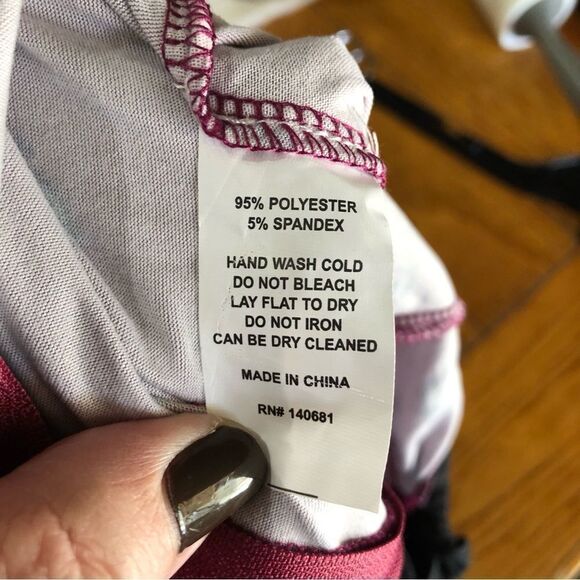 95% POLYESTER
5% SPANDEX
HAND WASH COLD
DO NOT BLEACH
LAY FLAT TO DRY
DO NOT IRON
CAN BE DRY CLEANED
MADE IN CHINA
RN# 140681